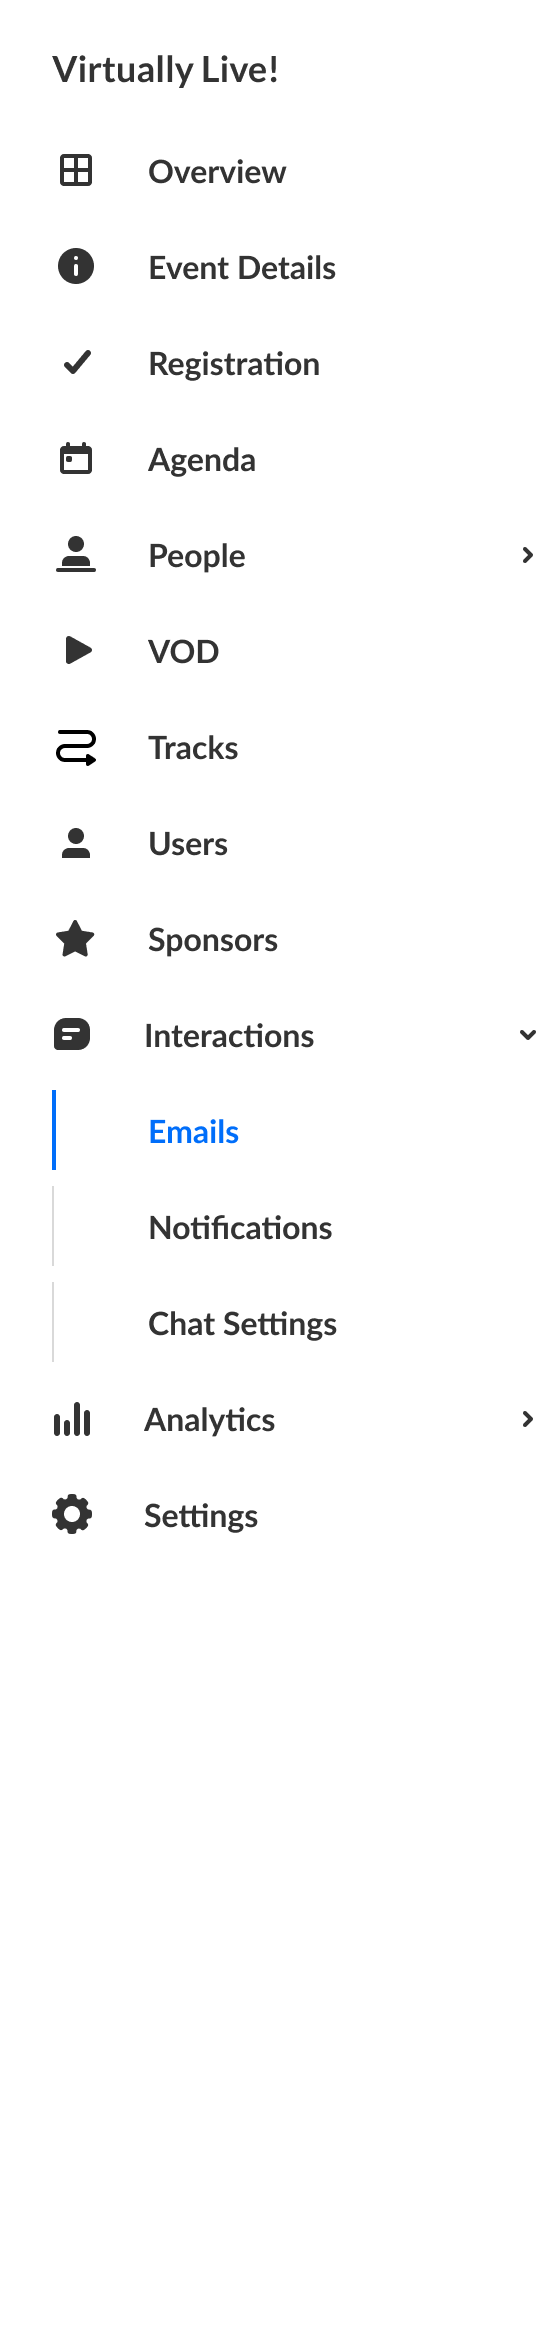 Virtually Live!
Overview
Event Details
Registration
Agenda
People
VOD
Tracks
Users
Sponsors
Interactions
Emails
Notifications
Chat Settings
Analytics
Settings